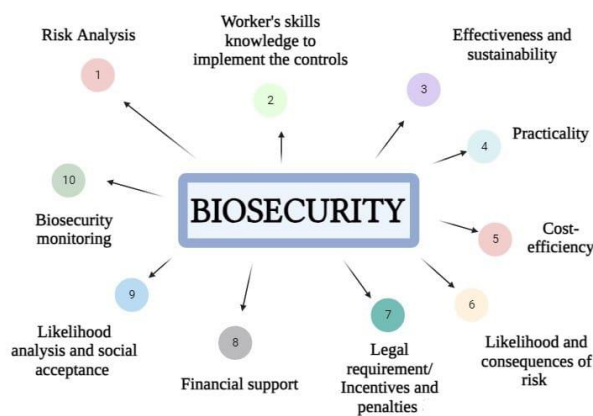 Risk Analysis
1
Worker's skills
knowledge to
implement the controls
2
Effectiveness and
sustainability
3
Practicality
4
BIOSECURITY
Cost-
efficiency
5
Likelihood and
consequences of
risk
6
7
Legal
requirement/
Incentives and
penalties
8
Financial support
9
Likelihood
analysis and social
acceptance
10
Biosecurity
monitoring